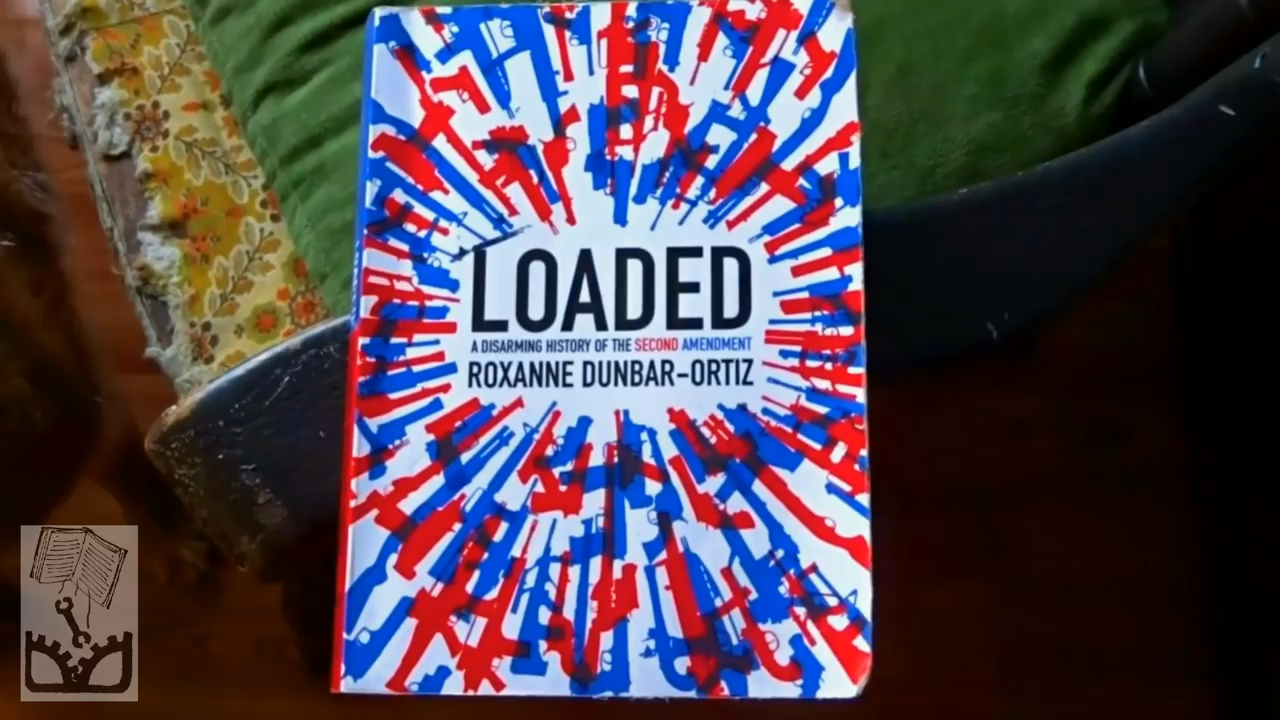 LOADED
A DISARMING HISTORY OF THE SECOND AMENDMENT
ROXANNE DUNBAR-ORTIZ